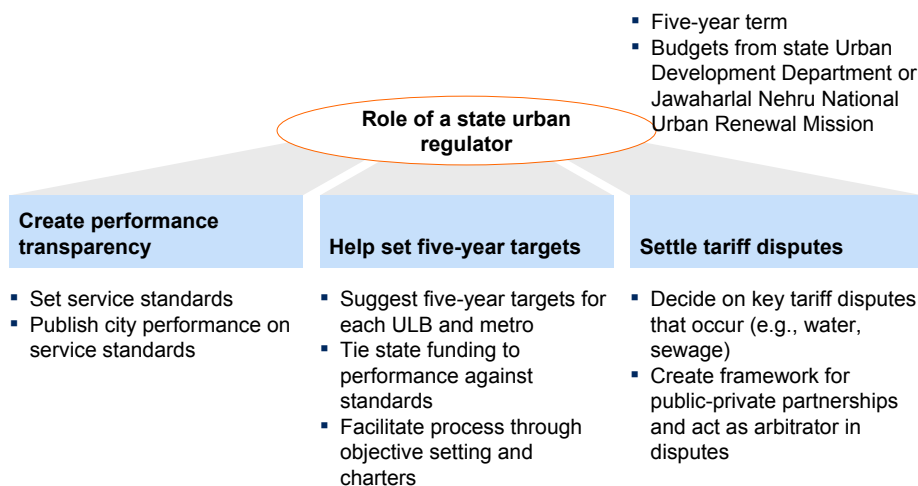 ▪ Five-year term
▪ Budgets from state Urban
Development Department or
Jawaharlal Nehru National
Urban Renewal Mission
Role of a state urban
regulator
Create performance
transparency
▪ Set service standards
▪ Publish city performance on
service standards
Help set five-year targets
▪ Suggest five-year targets for
each ULB and metro
▪ Tie state funding to
performance against
standards
▪ Facilitate process through
objective setting and
charters
Settle tariff disputes
▪ Decide on key tariff disputes
that occur (e.g., water,
sewage)
▪ Create framework for
public-private partnerships
and act as arbitrator in
disputes